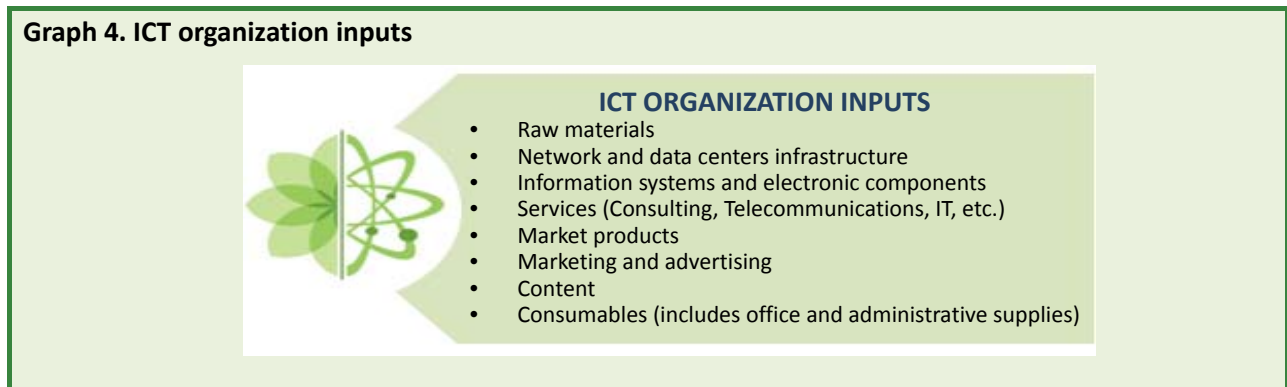 Graph 4. ICT organization inputs
ICT ORGANIZATION INPUTS
• Raw materials
• Network and data centers infrastructure
• Information systems and electronic components
• Services (Consulting, Telecommunications, IT, etc.)
• Market products
• Marketing and advertising
• Content
• Consumables (includes office and administrative supplies)